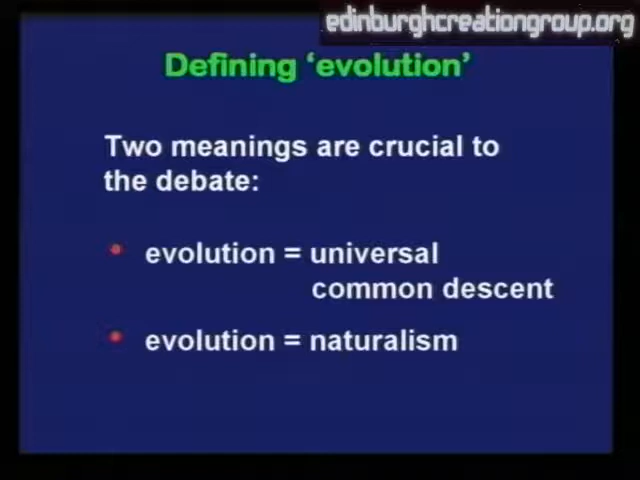 edinburghcreationgroup.org
Defining ‘evolution’
Two meanings are crucial to
the debate:
• evolution = universal
common descent
• evolution = naturalism